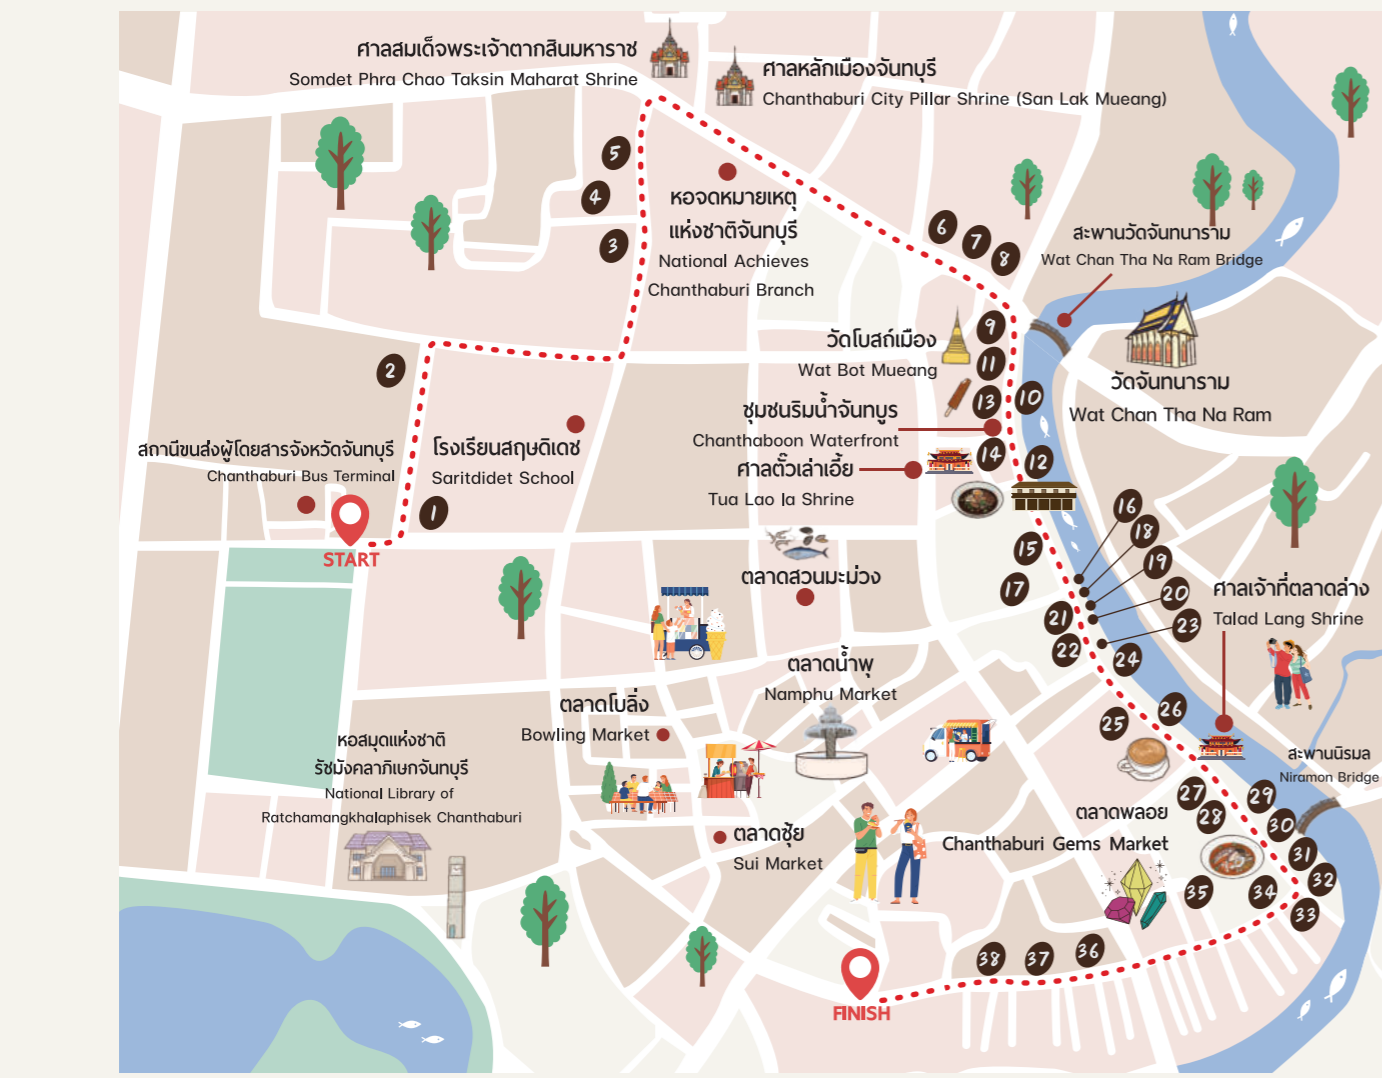 ศาลสมเด็จพระเจ้าตากสินมหาราช
Somdet Phra Chao Taksin Maharat Shrine
ศาลหลักเมืองจันทบุรี
Chanthaburi City Pillar Shrine (San Lak Mueang)
5
4
3
หอจดหมายเหตุ
แห่งชาติจันทบุรี
National Achieves
Chanthaburi Branch
6
7
8
สะพานวัดจันทนาราม
Wat Chan Tha Na Ram Bridge
2
วัดโบสถ์เมือง
Wat Bot Mueang
9
11
13
10
วัดจันทนาราม
Wat Chan Tha Na Ram
ชุมชนริมน้ำจันทบูร
Chanthaboon Waterfront
ศาลตั๊วเล่าเอี้ย
Tua Lao Ia Shrine
14
12
สถานีขนส่งผู้โดยสารจังหวัดจันทบุรี
Chanthaburi Bus Terminal
โรงเรียนสฤษดิเดช
Saritdidet School
1
START
16
18
19
20
23
15
17
21
22
24
ตลาดสวนมะม่วง
ศาลเจ้าที่ตลาดล่าง
Talad Lang Shrine
ตลาดน้ำพุ
Namphu Market
ตลาดโบลิ่ง
Bowling Market
25
26
หอสมุดแห่งชาติ
รัชมังคลาภิเษกจันทบุรี
National Library of
Ratchamangkhalaphisek Chanthaburi
สะพานนิรมล
Niramon Bridge
27
28
29
30
31
32
33
34
35
ตลาดพลอย
Chanthaburi Gems Market
ตลาดซุ้ย
Sui Market
38
37
36
FINISH